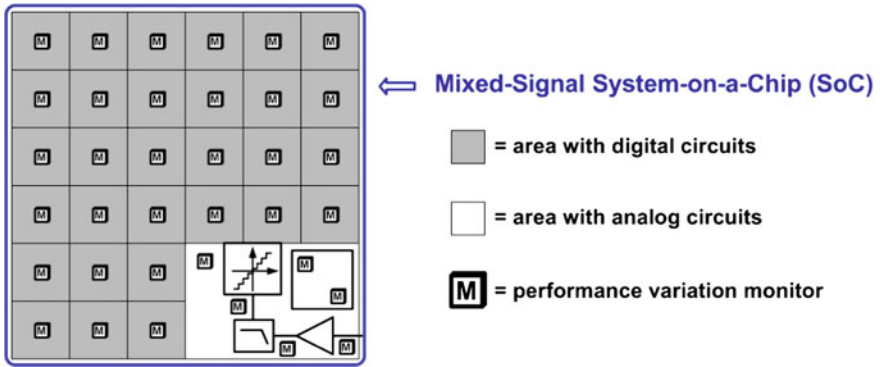 M M M M M M
M M M M M M
⇐ Mixed-Signal System-on-a-Chip (SoC)
= area with digital circuits
M M M M M M
M M M M M M
= area with analog circuits
M M M M M
M
M
M = performance variation monitor
M M M
M M